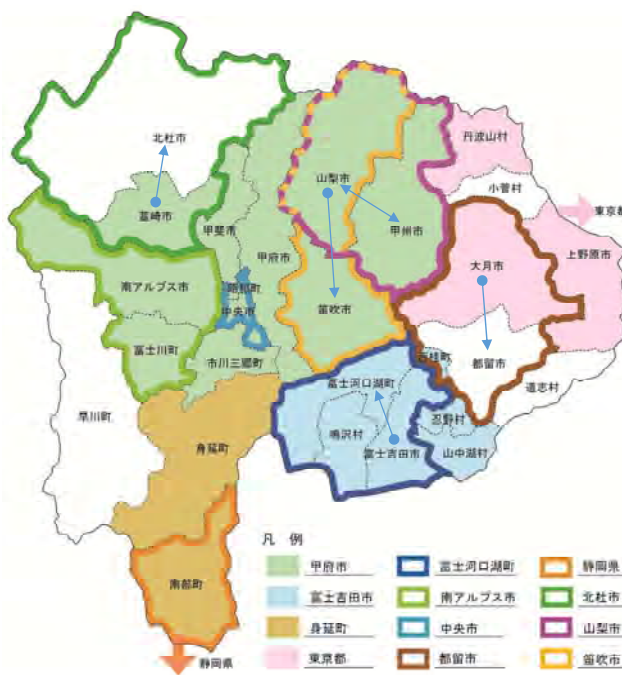 丹波山村
北杜市
小菅村
山梨市
東京都
韮崎市
甲斐市
甲州市
上野原市
甲府市
大月市
南アルプス市
昭和町
中央市
笛吹市
富士川町
西桂町
都留市
市川三郷町
道志村
富士河口湖町
早川町
忍野村
鳴沢村
身延町
富士吉田市
山中湖村
凡 例
甲府市 富士河口湖町 静岡県
富士吉田市 南アルプス市 北杜市
南部町
身延町 中央市 山梨市
東京都 都留市 笛吹市
静岡県